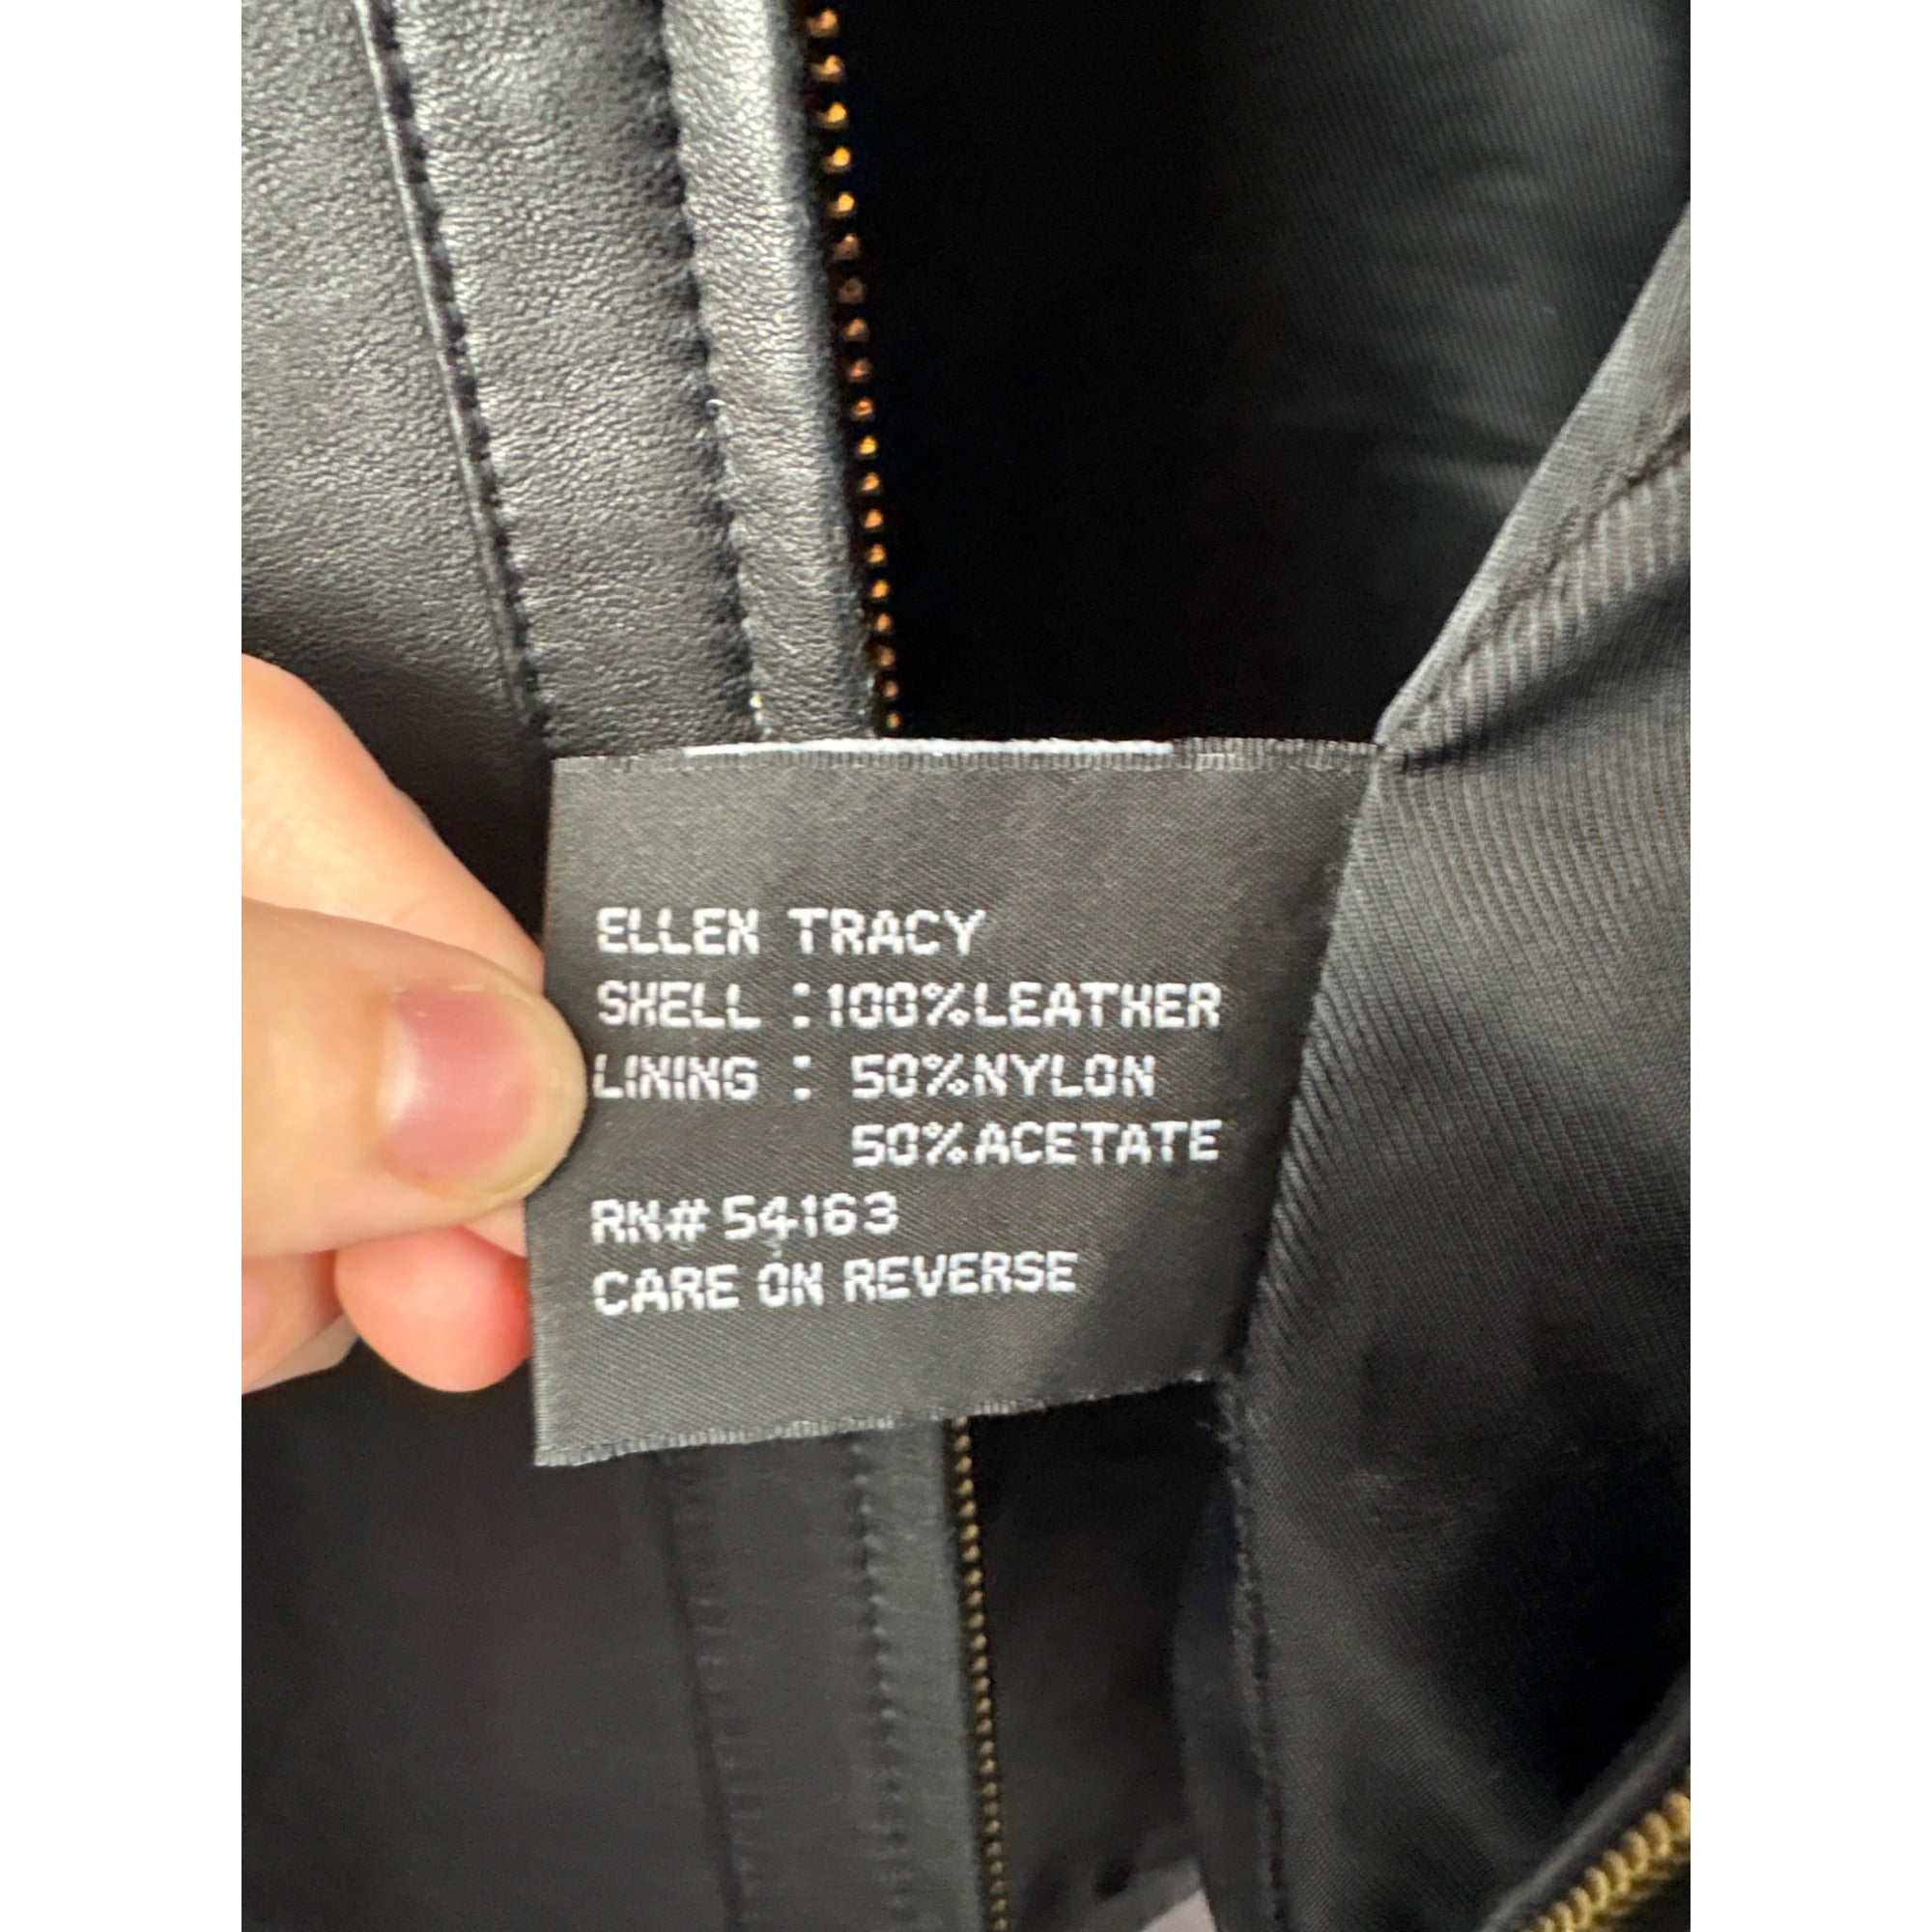 ELLEN TRACY
SHELL :100%LEATHER
LINING : 50%NYLON
50%ACETATE
RN#54163
CARE ON REVERSE